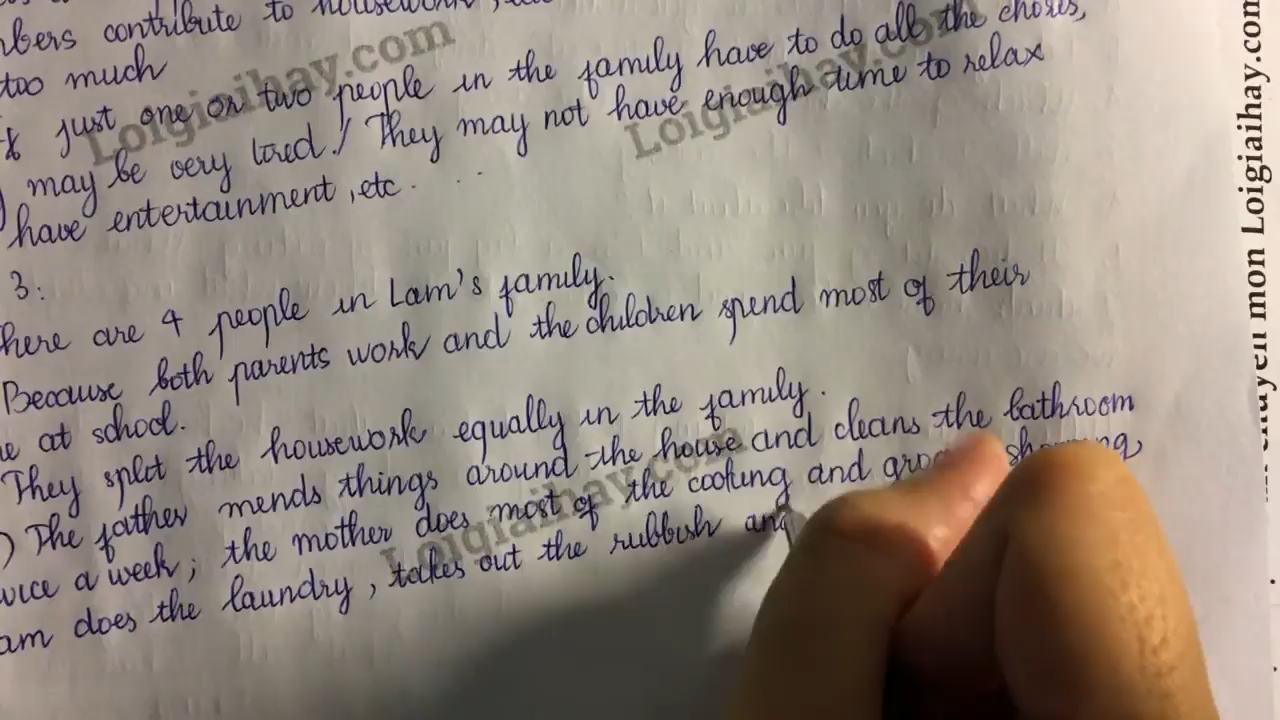 contribute to housework,
too much
just one or two people in the family have to do all the chores,
may be very tired. / They may not have enough time to relax
have entertainment, etc.
3:
here are 4 people in Lam's family.
Because both parents work and the children spend most of their
at school.
They split the housework equally in the family.
) The father mends things around the house and cleans the bathroom
wice a week; the mother does most of the cooking and
am does the laundry, takes out the rubbish and
Loigiaihay.com
Loigiaihay.com
Loigiaihay.com
mon Loigiaihay.com